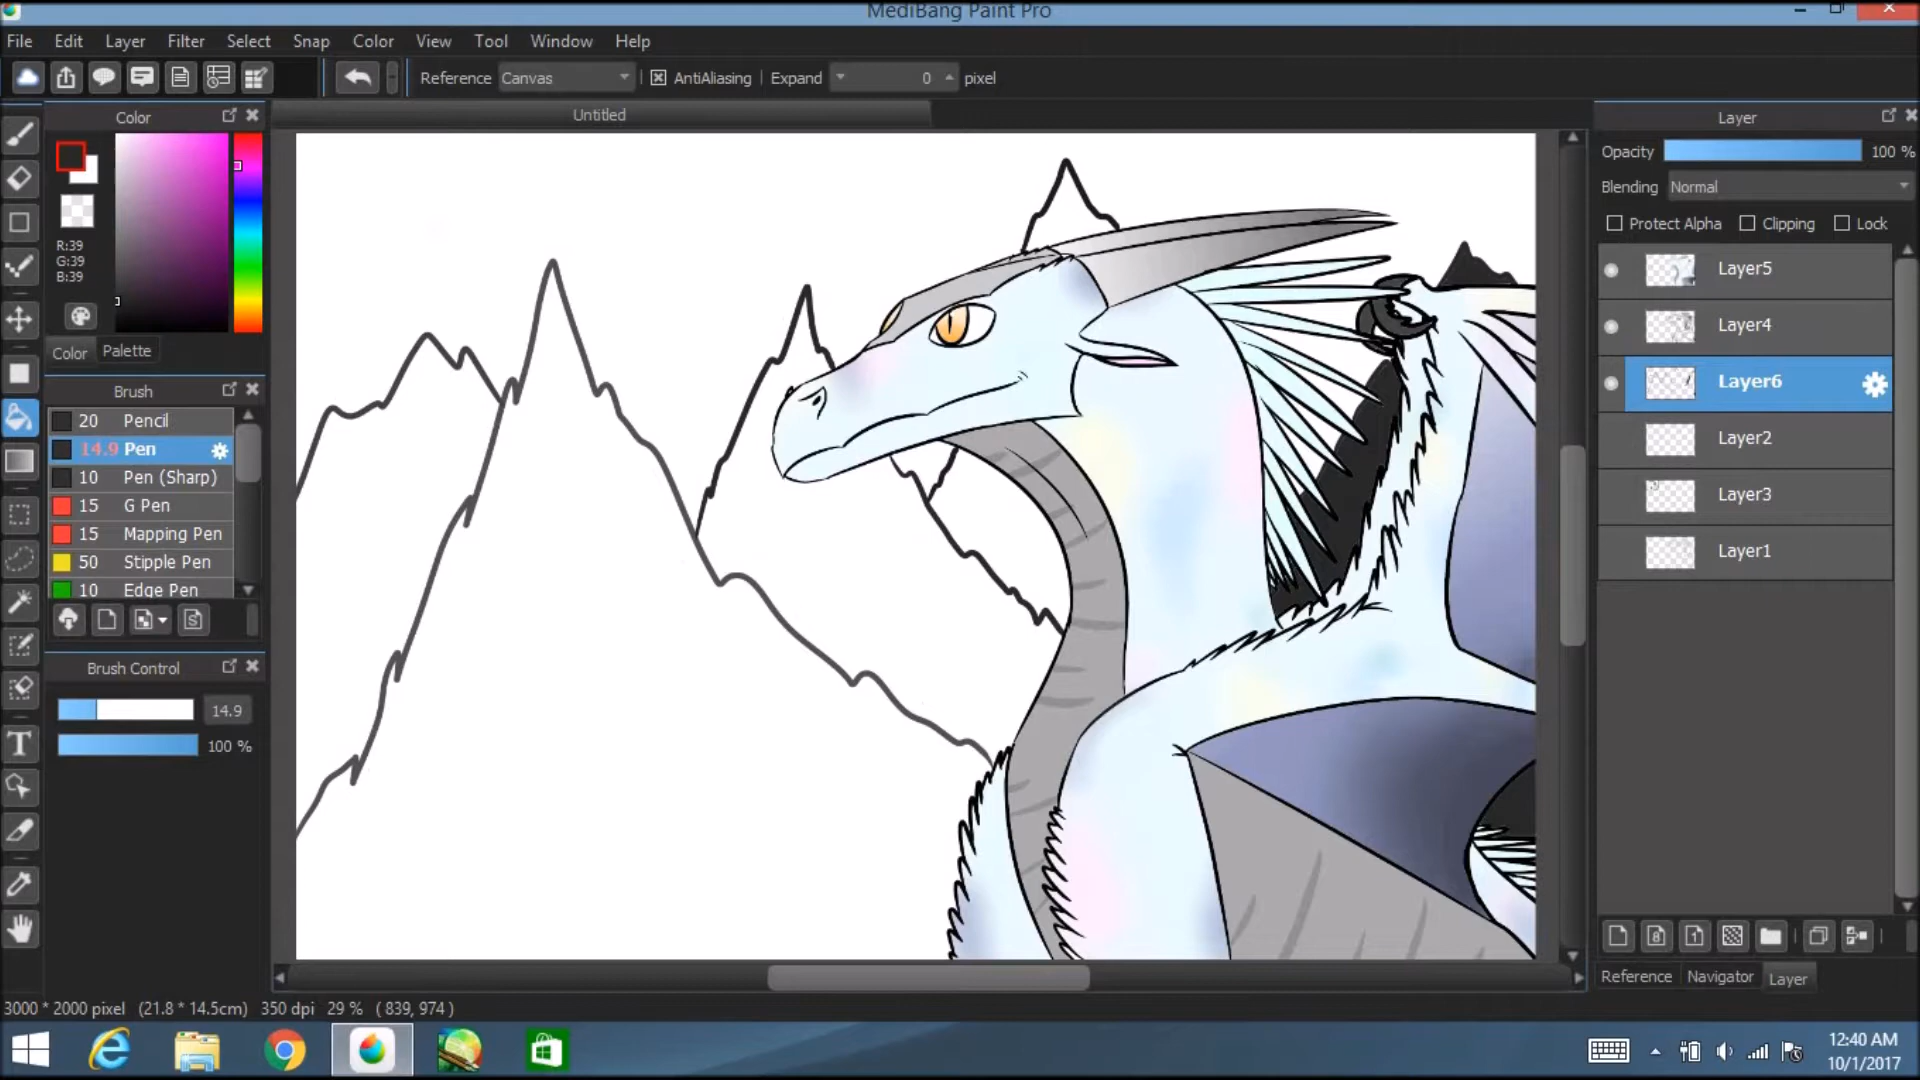 MediBang Paint Pro
File Edit Layer Filter Select Snap Color View Tool Window Help
Reference Canvas AntiAliasing Expand 0 pixel
Color
Untitled
Layer
Opacity 100 %
Blending Normal
Protect Alpha Clipping Lock
R:39
G:39
B:39
Color Palette
Brush
20 Pencil
14.9 Pen
10 Pen (Sharp)
15 G Pen
15 Mapping Pen
50 Stipple Pen
10 Edge Pen
Brush Control
14.9
100 %
Layer5
Layer4
Layer6
Layer2
Layer3
Layer1
8
1
S
T
Reference Navigator Layer
3000 * 2000 pixel (21.8 * 14.5cm) 350 dpi 29 % ( 839, 974 )
12:40 AM
10/1/2017